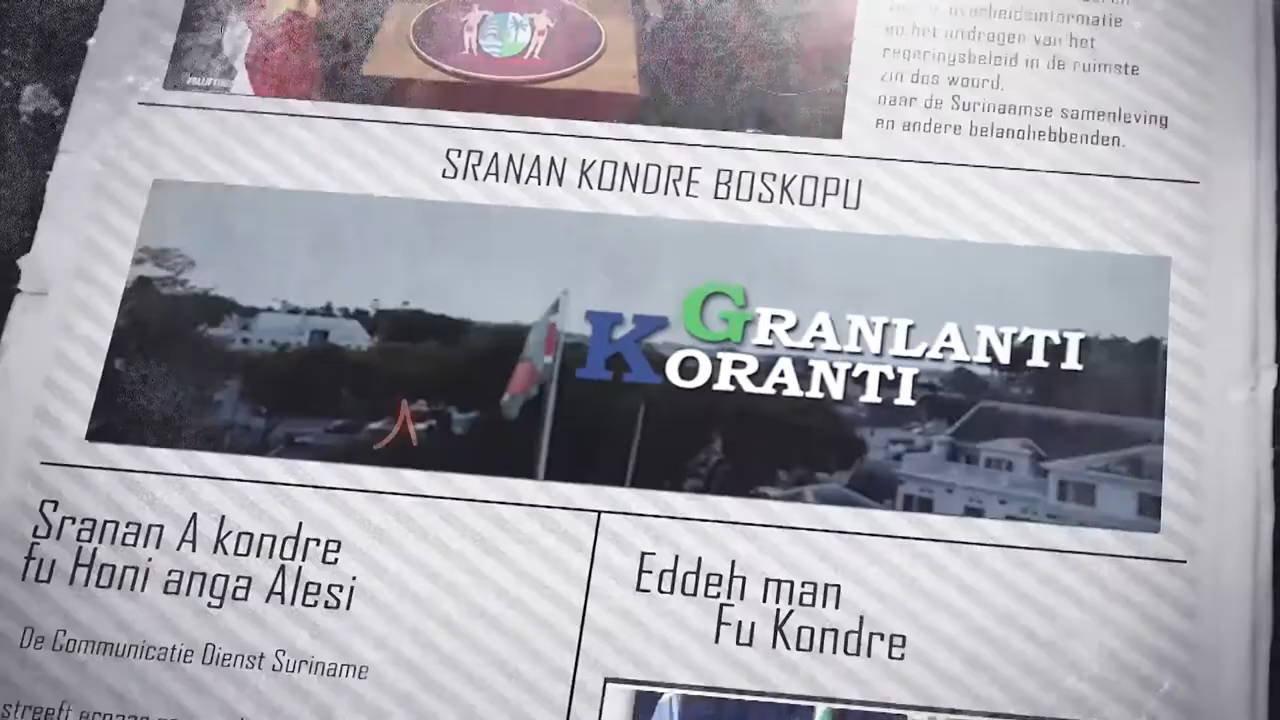 overheidsinformatie
en het uitdragen van het
regeringsbeleid in de ruimste
zin des woord,
naar de Surinaamse samenleving
en andere belanghebbenden.
SRANAN KONDRE BOSKOPU
GRANLANTI
KORANTI
Sranan A kondre
fu Honi anga Alesi
De Communicatie Dienst Suriname
streeft ernaar
Eddeh man
Fu Kondre